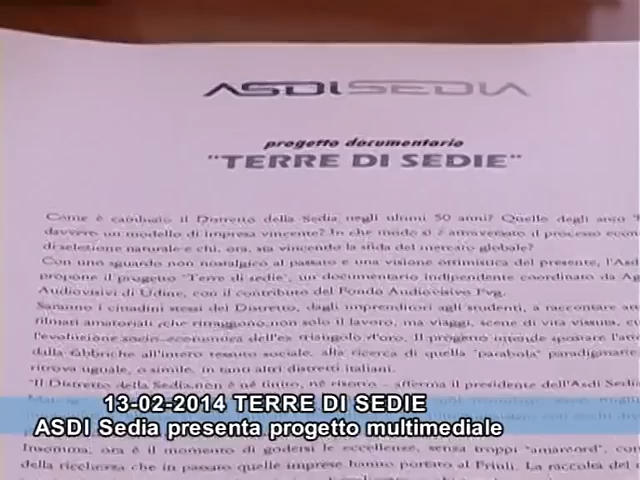 ASDI SEDIA
progetto documentario
"TERRE DI SEDIE"
Come è cambiato il Distretto della Sedia negli ultimi 50 anni? Quello degli anni
davvero un modello di impresa vincente? In che modo si è attraversato il processo
di selezione naturale e chi, ora, sta vincendo la sfida del mercato globale?
Con uno sguardo non nostalgico al passato e una visione ottimistica del presente, l'Asdi
propone il progetto "Terre di sedie", un documentario indipendente coordinato da
Audiovisivi di Udine, con il contributo del Fondo Audiovisivo Fvg.
Saranno i cittadini stessi del Distretto, dagli imprenditori agli studenti, a raccontare
filmati amatoriali che ritraggono non solo il lavoro, ma viaggi, scene di vita vissuta,
l'evoluzione socio-economica dell'ex triangolo d'oro. Il progetto intende spostare
dalla fabbriche all'intero tessuto sociale, alla ricerca di quella "parabola"
ritrova uguale, o simile, in tanti altri distretti italiani.
"Il Distretto della Sedia non è né finito, né risorto – afferma il presidente dell'Asdi Sedia
13-02-2014 TERRE DI SEDIE
ASDI Sedia presenta progetto multimediale
Insomma, ora è il momento di godersi le eccellenze, senza troppi "amarcord",
della ricchezza che in passato quelle imprese hanno portato al Friuli. La raccolta del